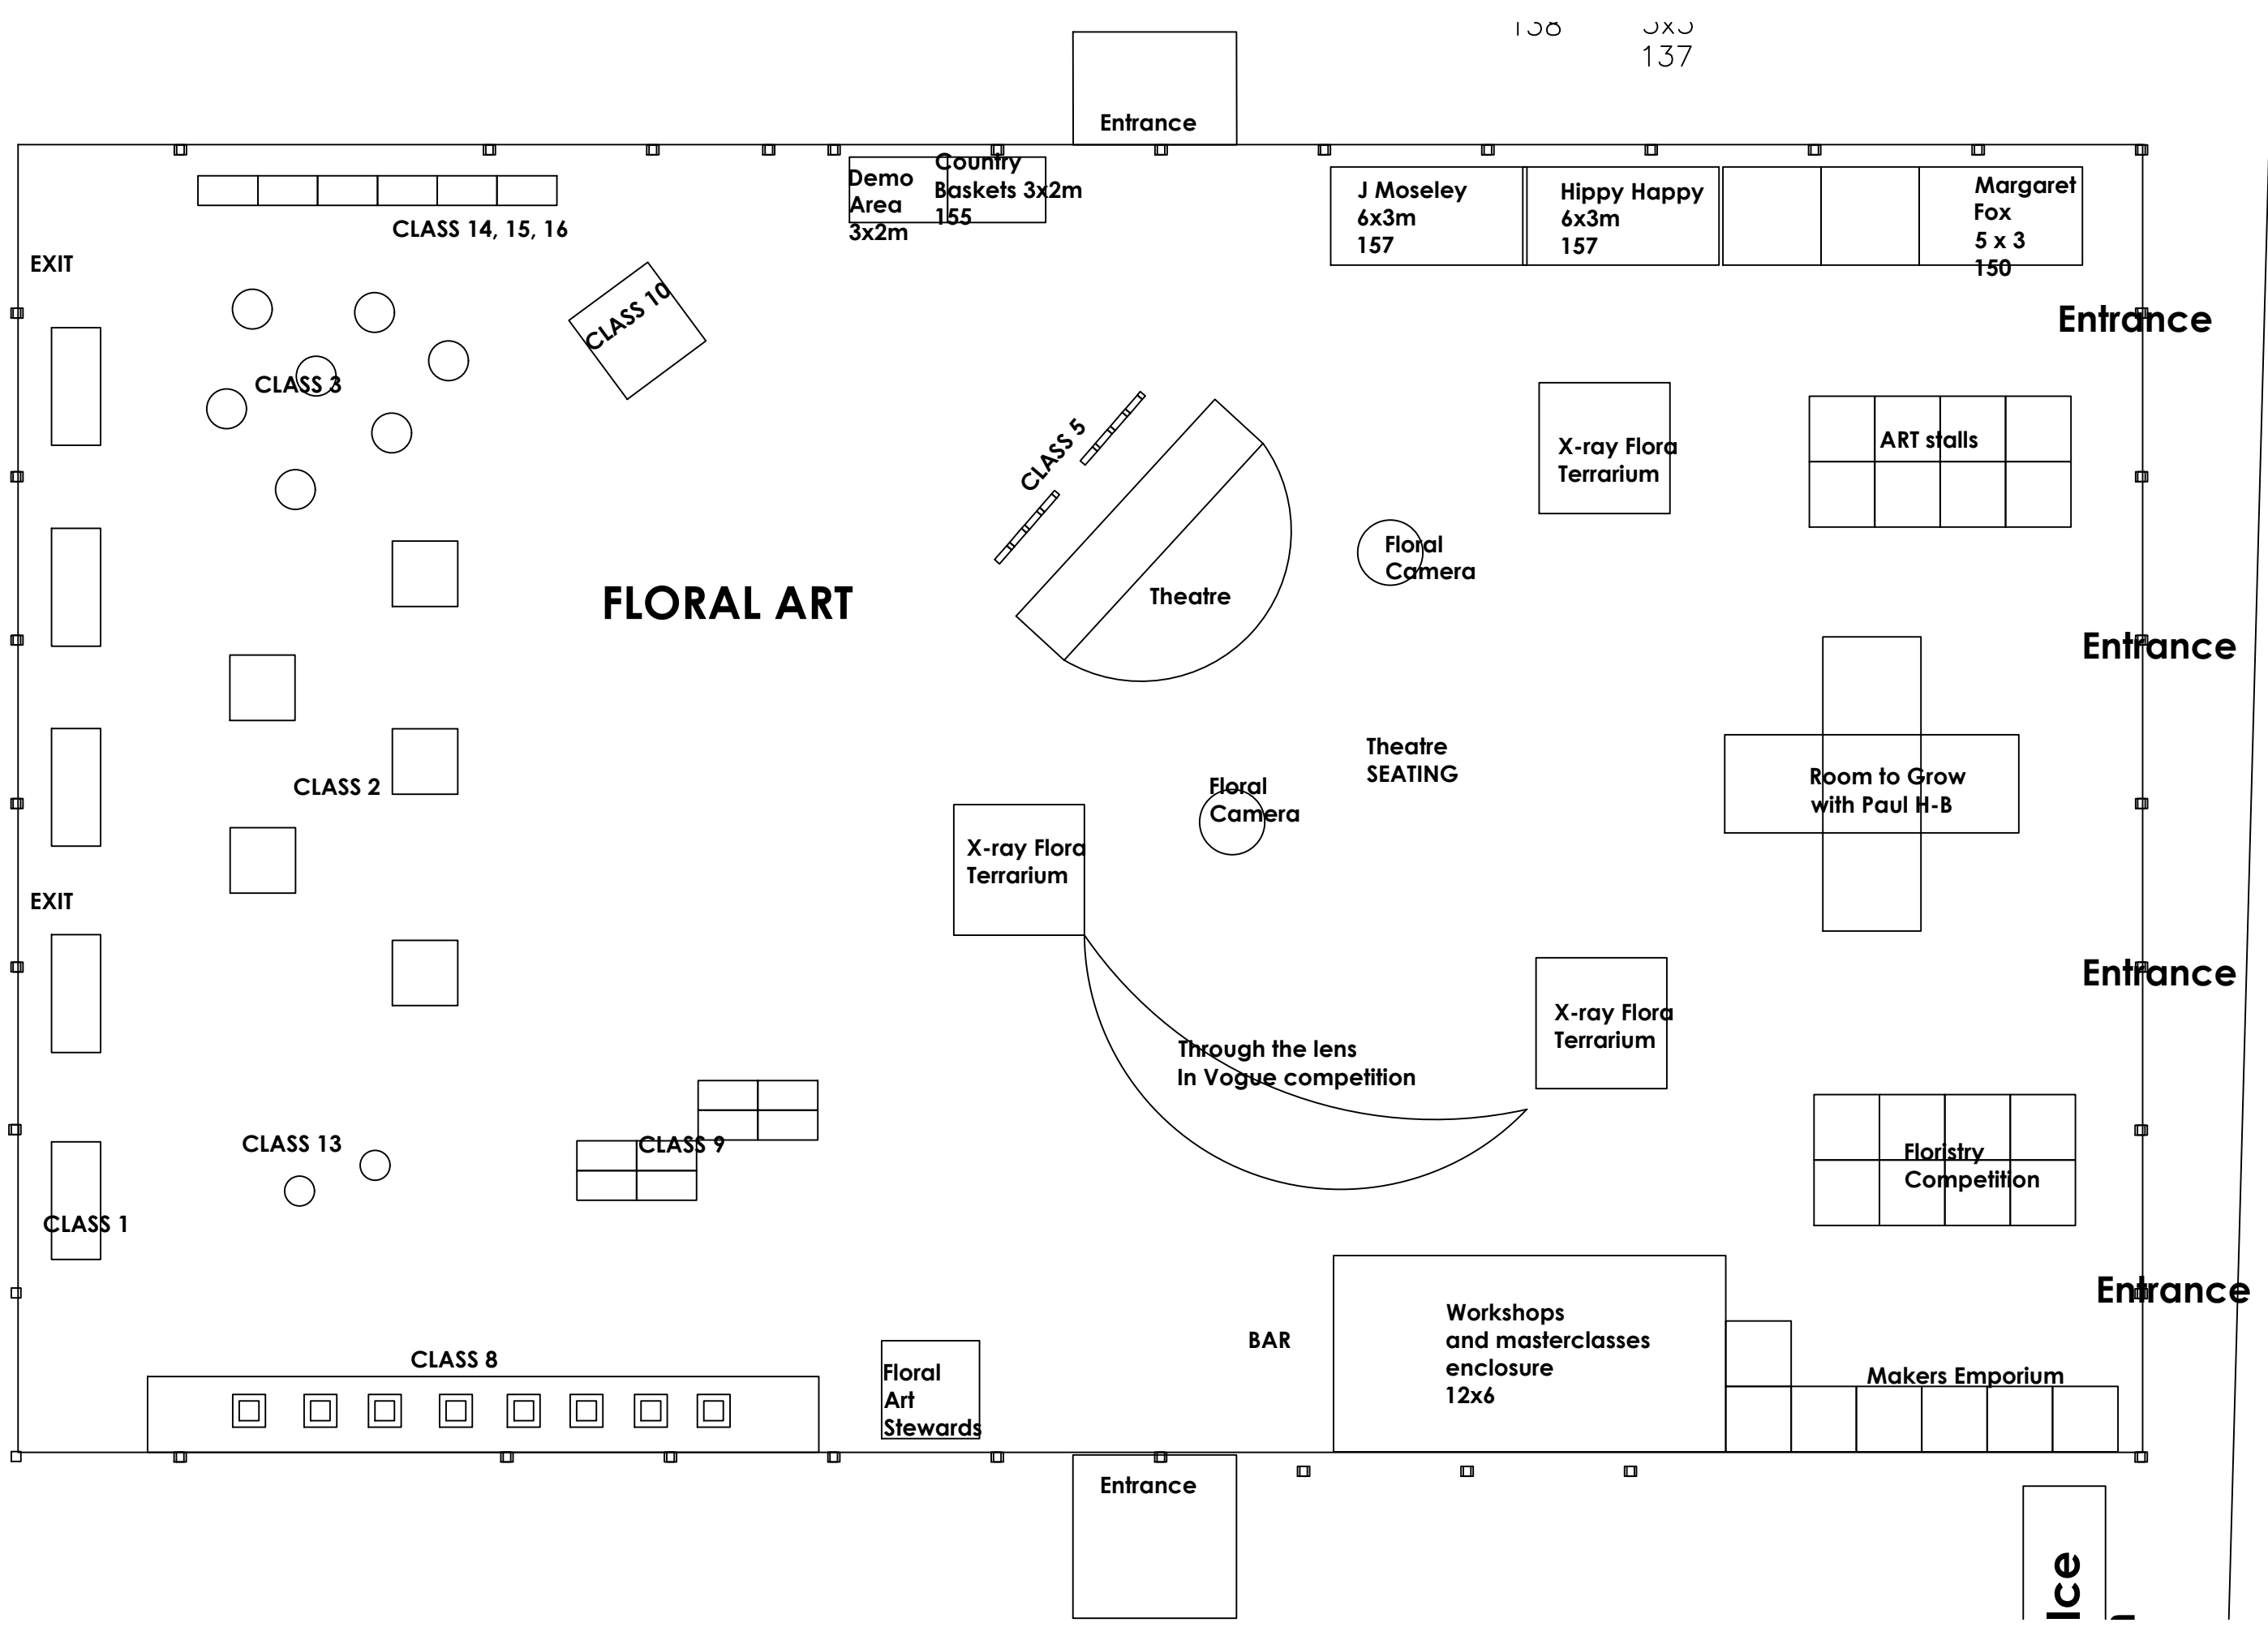 137
Entrance
Demo
Area
3x2m
Country
Baskets 3x2m
155
J Moseley
6x3m
157
Hippy Happy
6x3m
157
Margaret
Fox
5 x 3
150
CLASS 14, 15, 16
EXIT
CLASS 10
Entrance
CLASS 3
CLASS 5
X-ray Flora
Terrarium
ART stalls
Floral
Camera
FLORAL ART
Theatre
Entrance
Theatre
SEATING
CLASS 2
Floral
Camera
Room to Grow
with Paul H-B
X-ray Flora
Terrarium
EXIT
Entrance
X-ray Flora
Terrarium
Through the lens
In Vogue competition
CLASS 13
CLASS 9
Floristry
Competition
CLASS 1
Entrance
Workshops
and masterclasses
enclosure
12x6
BAR
CLASS 8
Floral
Art
Stewards
Makers Emporium
Entrance
Ice